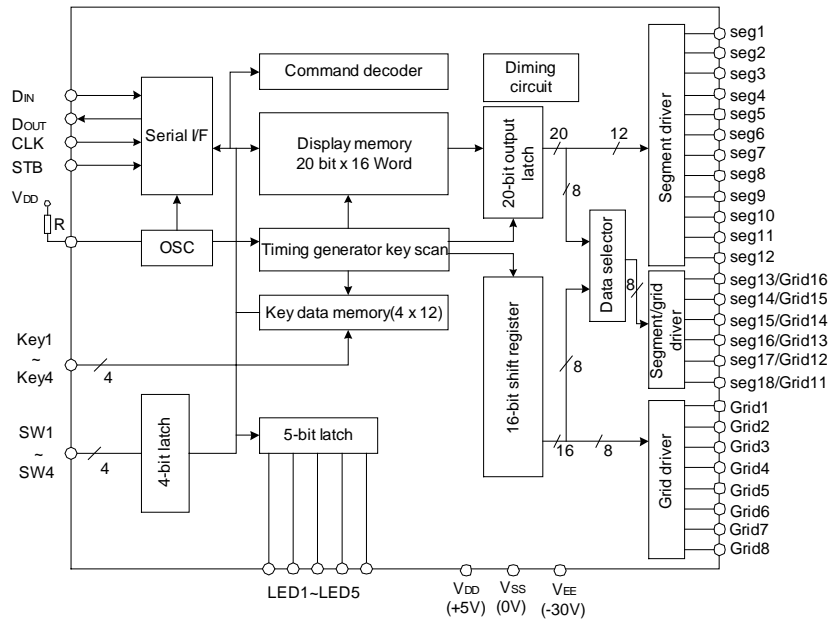 DIN
DOUT
CLK
STB
VDD
R
Serial I/F
OSC
Command decoder
Display memory
20 bit x 16 Word
Timing generator key scan
Key data memory(4 x 12)
Key1
~
Key4
4
SW1
~
SW4
4
4-bit latch
5-bit latch
LED1~LED5
Diming
circuit
20-bit output
latch
20
12
8
Data selector
8
16-bit shift register
8
16
8
Segment driver
Segment/grid
driver
Grid driver
seg1
seg2
seg3
seg4
seg5
seg6
seg7
seg8
seg9
seg10
seg11
seg12
seg13/Grid16
seg14/Grid15
seg15/Grid14
seg16/Grid13
seg17/Grid12
seg18/Grid11
Grid1
Grid2
Grid3
Grid4
Grid5
Grid6
Grid7
Grid8
VDD
(+5V)
VSS
(0V)
VEE
(-30V)